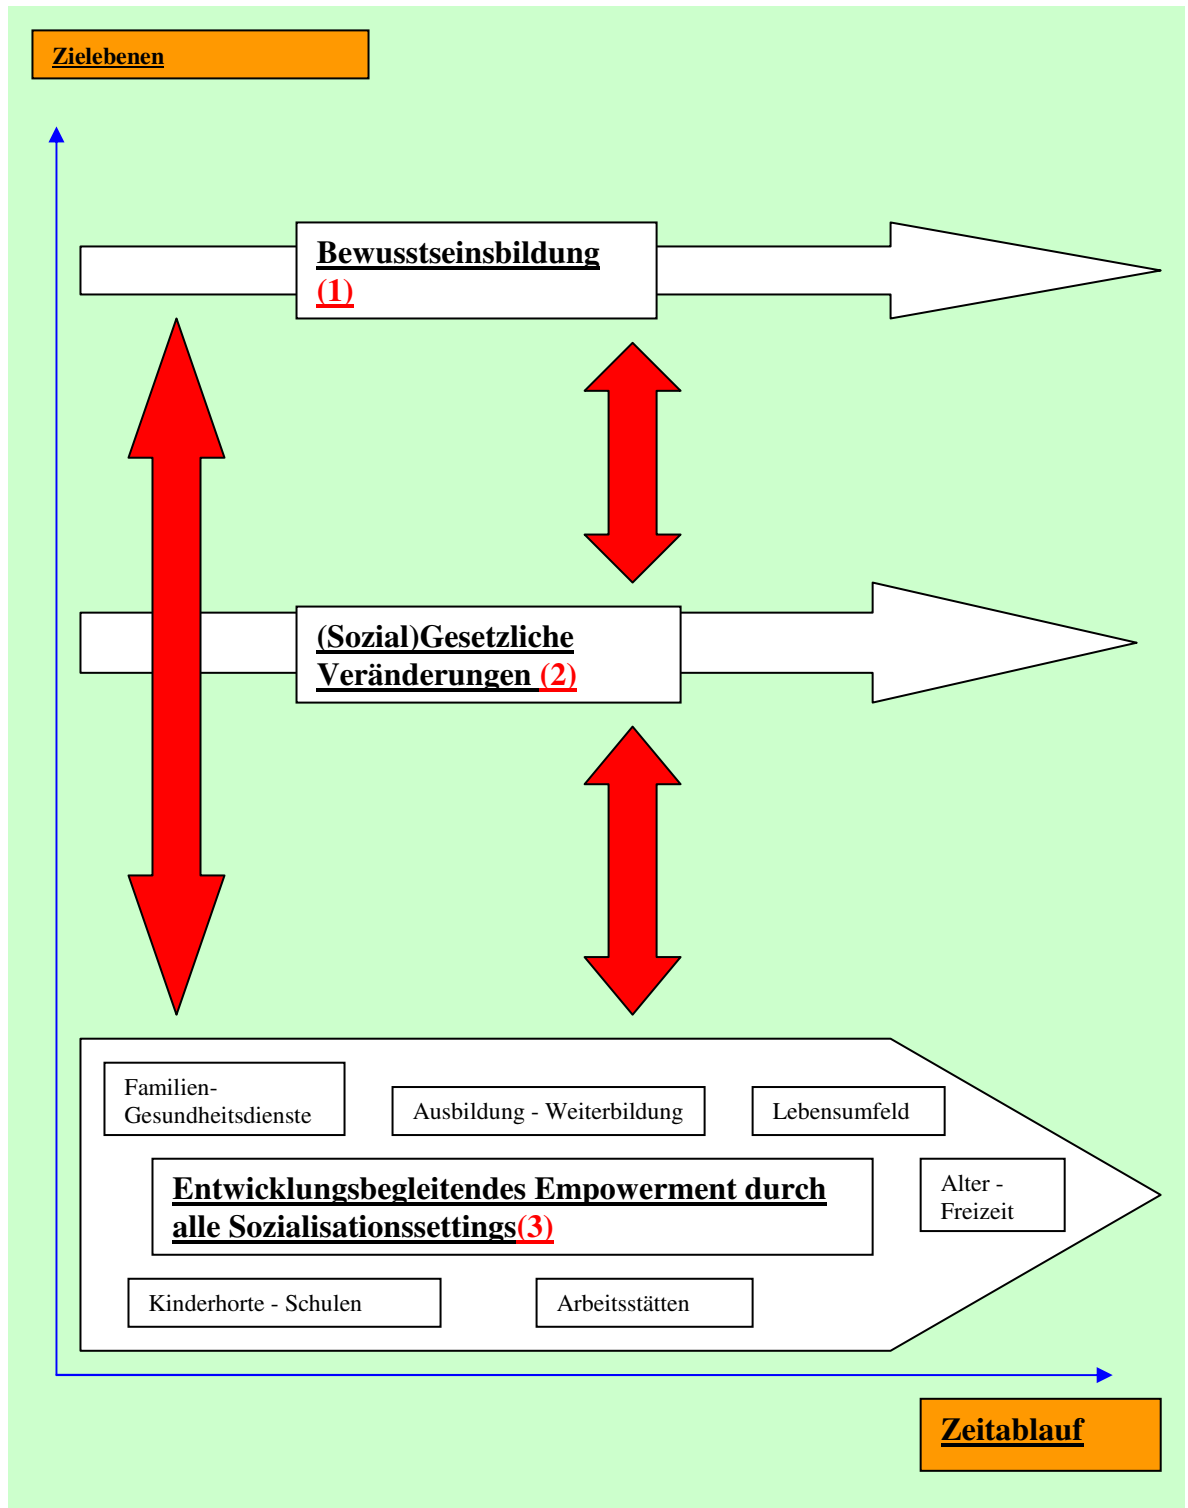 Zielebenen
Bewusstseinsbildung
(1)
(Sozial)Gesetzliche
Veränderungen (2)
Familien-
Gesundheitsdienste
Ausbildung - Weiterbildung
Lebensumfeld
Entwicklungsbegleitendes Empowerment durch
alle Sozialisationssettings(3)
Alter -
Freizeit
Kinderhorte - Schulen
Arbeitsstätten
Zeitablauf